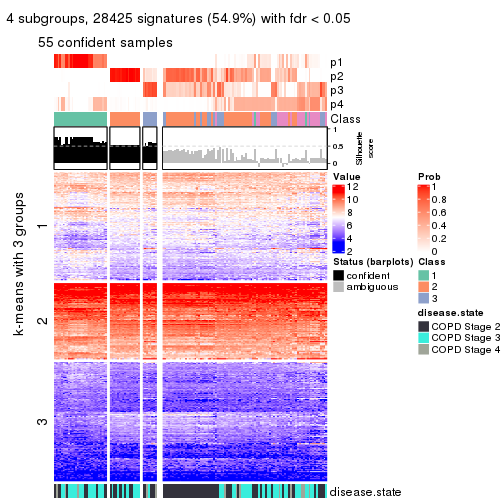 4 subgroups, 28425 signatures (54.9%) with fdr < 0.05
55 confident samples
p1
p2
p3
p4
Class
1
0.5
0
Silhouette
score
k-means with 3 groups
1
2
3
disease.state
Value
12
10
8
6
4
2
Prob
1
0.8
0.6
0.4
0.2
0
Status (barplots)
confident
ambiguous
Class
1
2
3
disease.state
COPD Stage 2
COPD Stage 3
COPD Stage 4